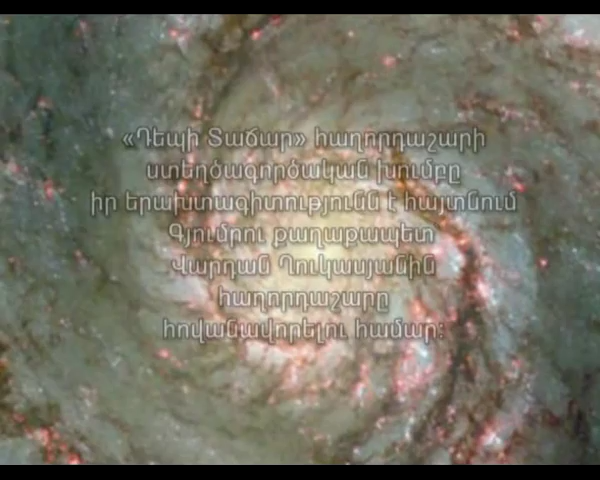 «Դեպի Տաճար» հաղորդաշարի
ստեղծագործական խումբը
իր երախտագիտությունն է հայտնում
Գյումրու քաղաքապետ
Վարդան Ղուկասյանին
հաղորդաշարը
հովանավորելու համար: